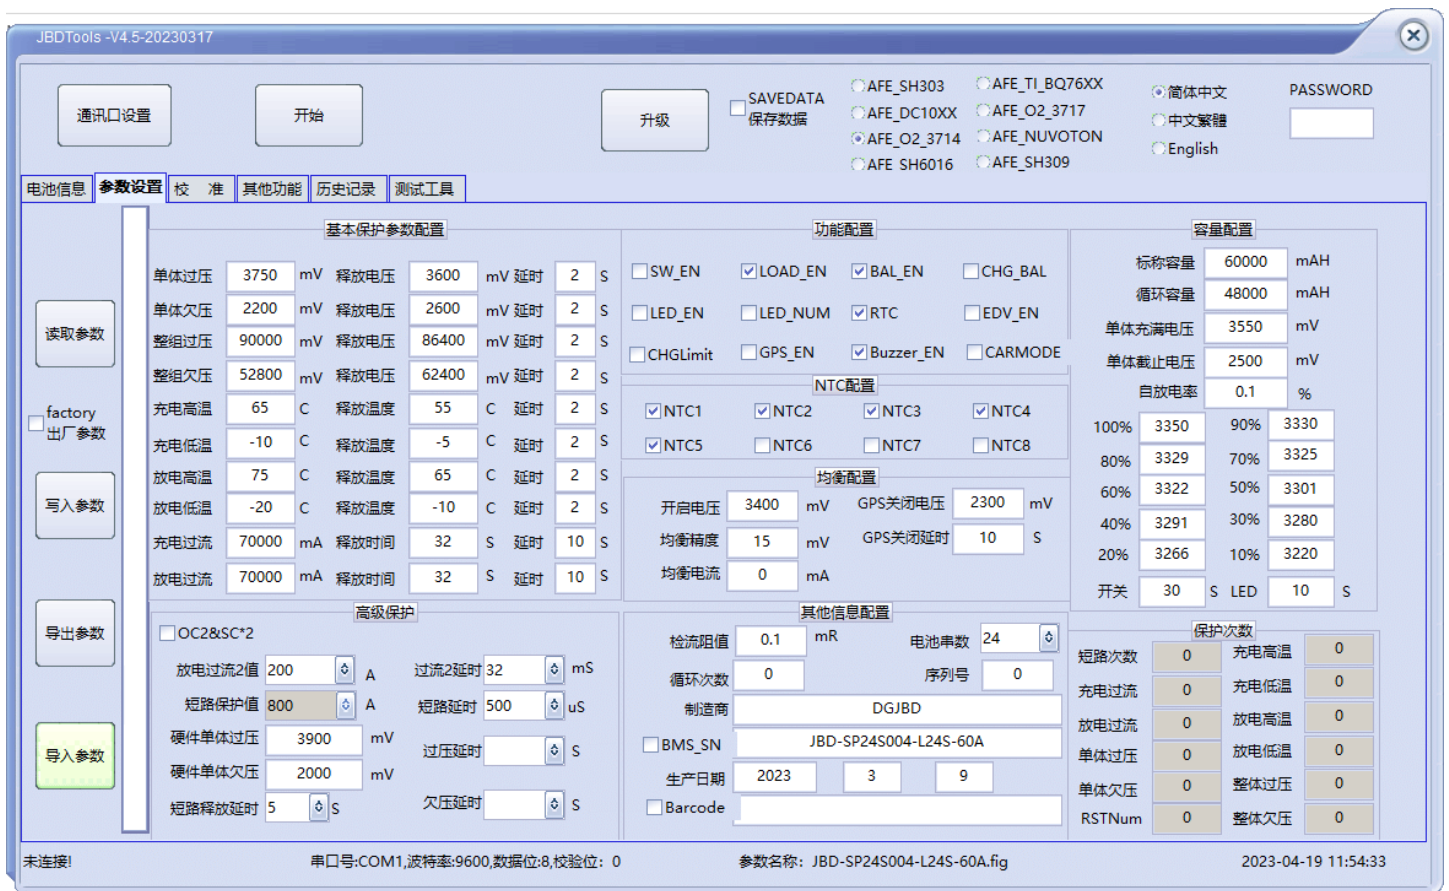 JBDTools -V4.5-20230317
通讯口设置
开始
升级
SAVEDATA
保存数据
AFE_SH303
AFE_DC10XX
AFE_O2_3714
AFE SH6016
AFE_TI_BQ76XX
AFE_O2_3717
AFE_NUVOTON
AFE_SH309
简体中文
中文繁體
English
PASSWORD
电池信息 参数设置 校 准 其他功能 历史记录 测试工具
读取参数
factory
出厂参数
写入参数
导出参数
导入参数
基本保护参数配置
单体过压 3750 mV 释放电压 3600 mV 延时 2 S
单体欠压 2200 mV 释放电压 2600 mV 延时 2 S
整组过压 90000 mV 释放电压 86400 mV 延时 2 S
整组欠压 52800 mV 释放电压 62400 mV 延时 2 S
充电高温 65 C 释放温度 55 C 延时 2 S
充电低温 -10 C 释放温度 -5 C 延时 2 S
放电高温 75 C 释放温度 65 C 延时 2 S
放电低温 -20 C 释放温度 -10 C 延时 2 S
充电过流 70000 mA 释放时间 32 S 延时 10 S
放电过流 70000 mA 释放时间 32 S 延时 10 S
高级保护
OC2&SC*2
放电过流2值 200 A 过流2延时 32 mS
短路保护值 800 A 短路延时 500 uS
硬件单体过压 3900 mV 过压延时 S
硬件单体欠压 2000 mV
短路释放延时 5 S 欠压延时 S
功能配置
SW_EN LOAD_EN BAL_EN CHG_BAL
LED_EN LED_NUM RTC EDV_EN
CHGLimit GPS_EN Buzzer_EN CARMODE
NTC配置
NTC1 NTC2 NTC3 NTC4
NTC5 NTC6 NTC7 NTC8
均衡配置
开启电压 3400 mV GPS关闭电压 2300 mV
均衡精度 15 mV GPS关闭延时 10 S
均衡电流 0 mA
其他信息配置
检流阻值 0.1 mR 电池串数 24
循环次数 0 序列号 0
制造商 DGJBD
BMS_SN JBD-SP24S004-L24S-60A
生产日期 2023 3 9
Barcode
容量配置
标称容量 60000 mAH
循环容量 48000 mAH
单体充满电压 3550 mV
单体截止电压 2500 mV
自放电率 0.1 %
100% 3350 90% 3330
80% 3329 70% 3325
60% 3322 50% 3301
40% 3291 30% 3280
20% 3266 10% 3220
开关 30 S LED 10 S
保护次数
短路次数 0 充电高温 0
充电过流 0 充电低温 0
放电过流 0 放电高温 0
单体过压 0 放电低温 0
单体欠压 0 整体过压 0
RSTNum 0 整体欠压 0
未连接! 串口号:COM1,波特率:9600,数据位:8,校验位：0 参数名称：JBD-SP24S004-L24S-60A.fig 2023-04-19 11:54:33